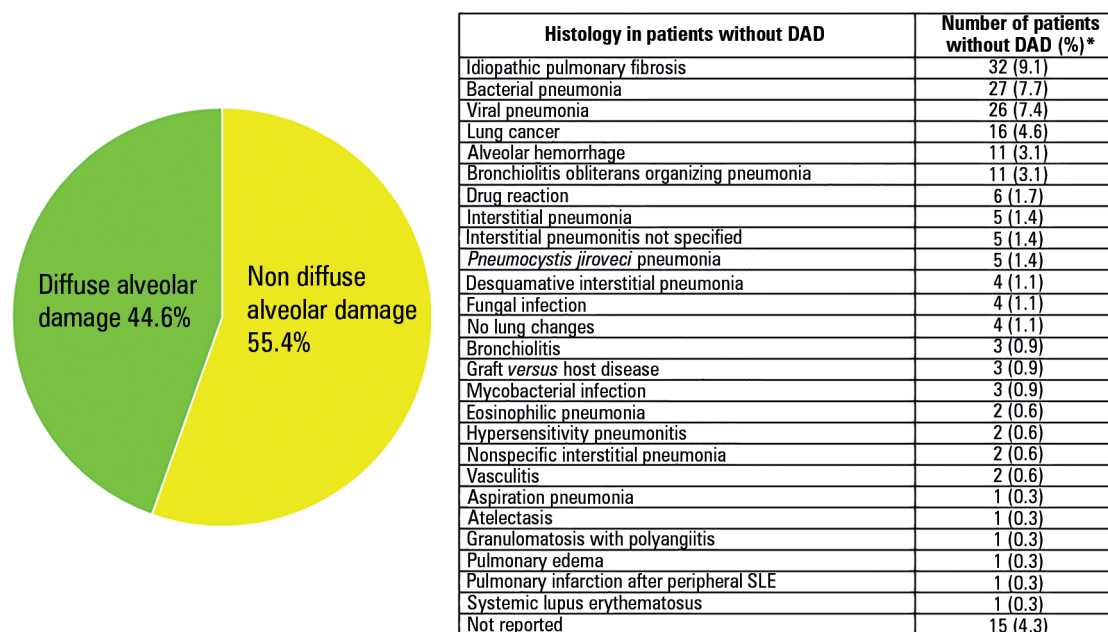 Diffuse alveolar
damage 44.6%
Non diffuse
alveolar damage
55.4%
Histology in patients without DAD
Number of patients
without DAD (%)*
Idiopathic pulmonary fibrosis 32 (9.1)
Bacterial pneumonia 27 (7.7)
Viral pneumonia 26 (7.4)
Lung cancer 16 (4.6)
Alveolar hemorrhage 11 (3.1)
Bronchiolitis obliterans organizing pneumonia 11 (3.1)
Drug reaction 6 (1.7)
Interstitial pneumonia 5 (1.4)
Interstitial pneumonitis not specified 5 (1.4)
Pneumocystis jiroveci pneumonia 5 (1.4)
Desquamative interstitial pneumonia 4 (1.1)
Fungal infection 4 (1.1)
No lung changes 4 (1.1)
Bronchiolitis 3 (0.9)
Graft versus host disease 3 (0.9)
Mycobacterial infection 3 (0.9)
Eosinophilic pneumonia 2 (0.6)
Hypersensitivity pneumonitis 2 (0.6)
Nonspecific interstitial pneumonia 2 (0.6)
Vasculitis 2 (0.6)
Aspiration pneumonia 1 (0.3)
Atelectasis 1 (0.3)
Granulomatosis with polyangiitis 1 (0.3)
Pulmonary edema 1 (0.3)
Pulmonary infarction after peripheral SLE 1 (0.3)
Systemic lupus erythematosus 1 (0.3)
Not reported 15 (4.3)